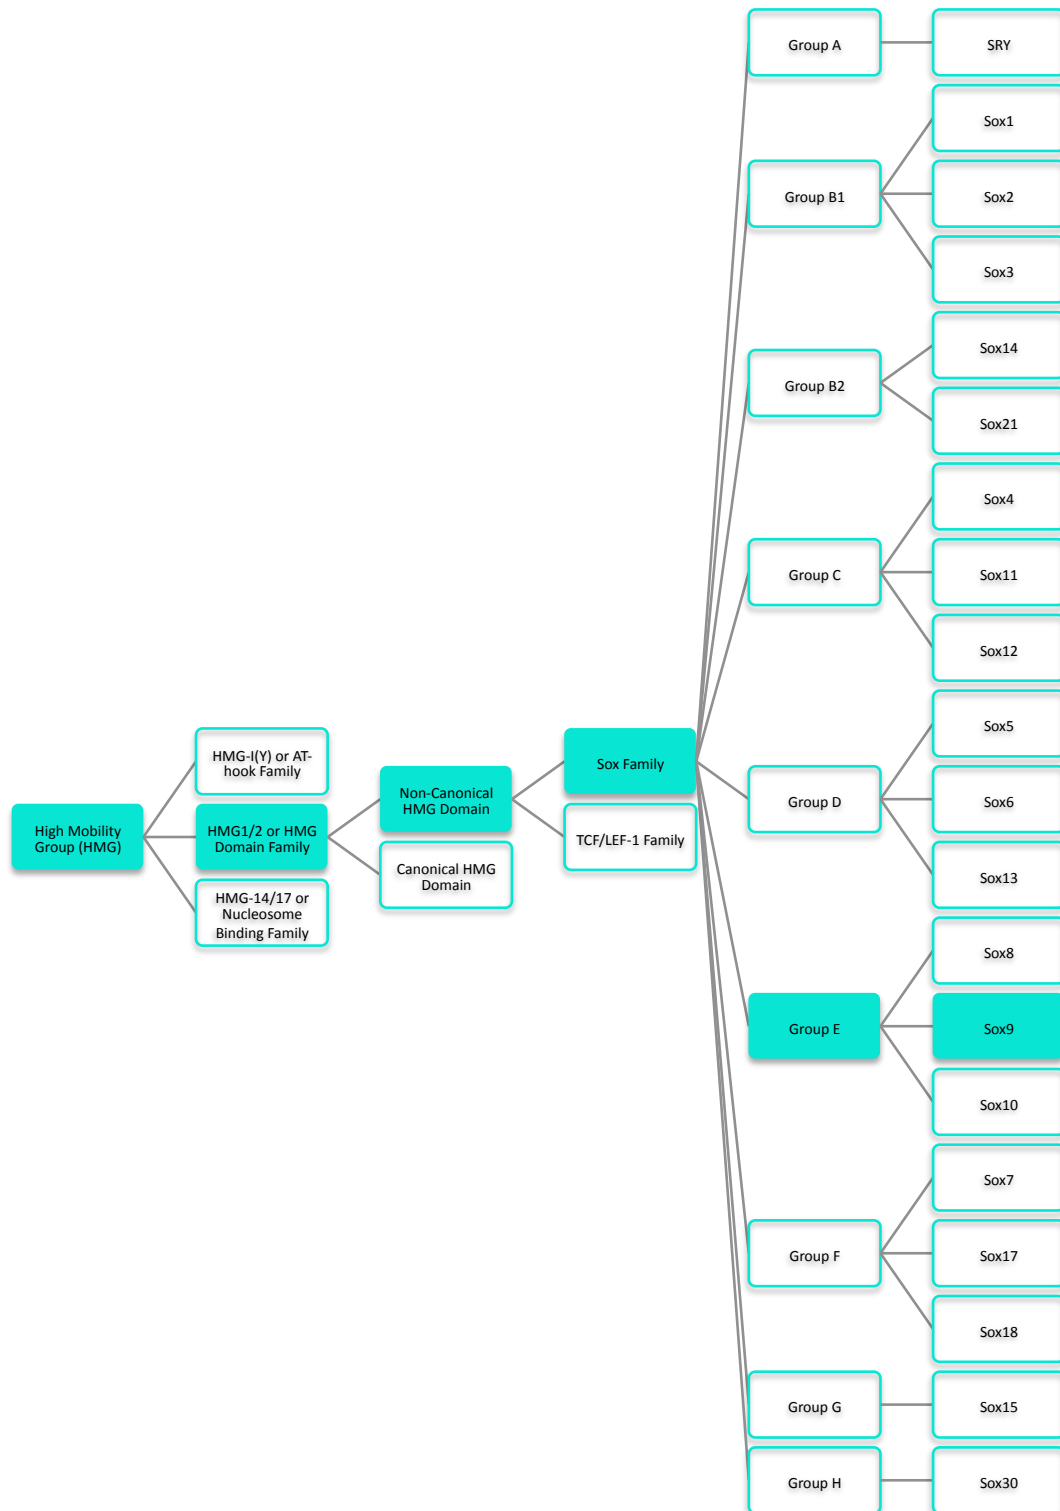 High Mobility
Group (HMG)
HMG-I(Y) or AT-
hook Family
HMG1/2 or HMG
Domain Family
HMG-14/17 or
Nucleosome
Binding Family
Non-Canonical
HMG Domain
Canonical HMG
Domain
Sox Family
TCF/LEF-1 Family
Group A
SRY
Group B1
Sox1
Sox2
Sox3
Group B2
Sox14
Sox21
Group C
Sox4
Sox11
Sox12
Group D
Sox5
Sox6
Sox13
Group E
Sox8
Sox9
Sox10
Group F
Sox7
Sox17
Sox18
Group G
Sox15
Group H
Sox30